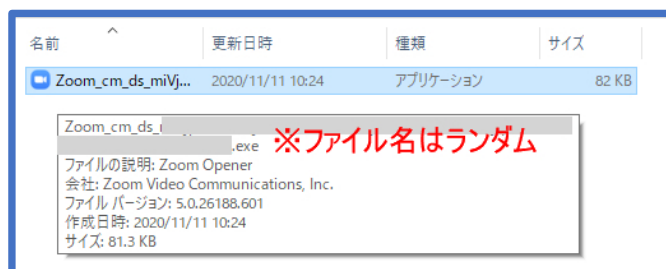 名前 更新日時 種類 サイズ
Zoom_cm_ds_miVj... 2020/11/11 10:24 アプリケーション 82 KB
Zoom_cm_ds_
.exe
※ファイル名はランダム
ファイルの説明: Zoom Opener
会社: Zoom Video Communications, Inc.
ファイル バージョン: 5.0.26188.601
作成日時: 2020/11/11 10:24
サイズ: 81.3 KB